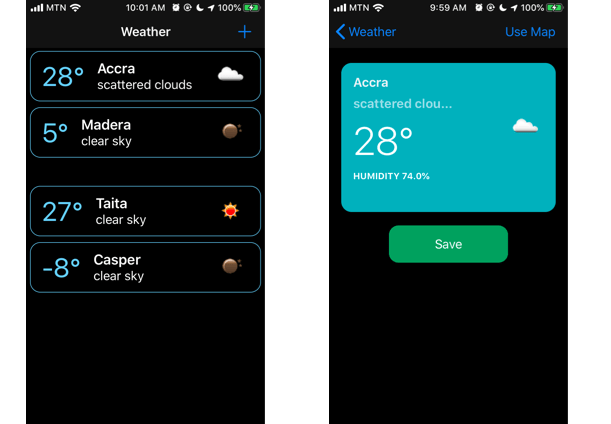 MTN 10:01 AM 100%
Weather +
28° Accra
scattered clouds
5° Madera
clear sky
27° Taita
clear sky
-8° Casper
clear sky
MTN 9:59 AM 100%
Weather Use Map
Accra
scattered clou...
28°
HUMIDITY 74.0%
Save